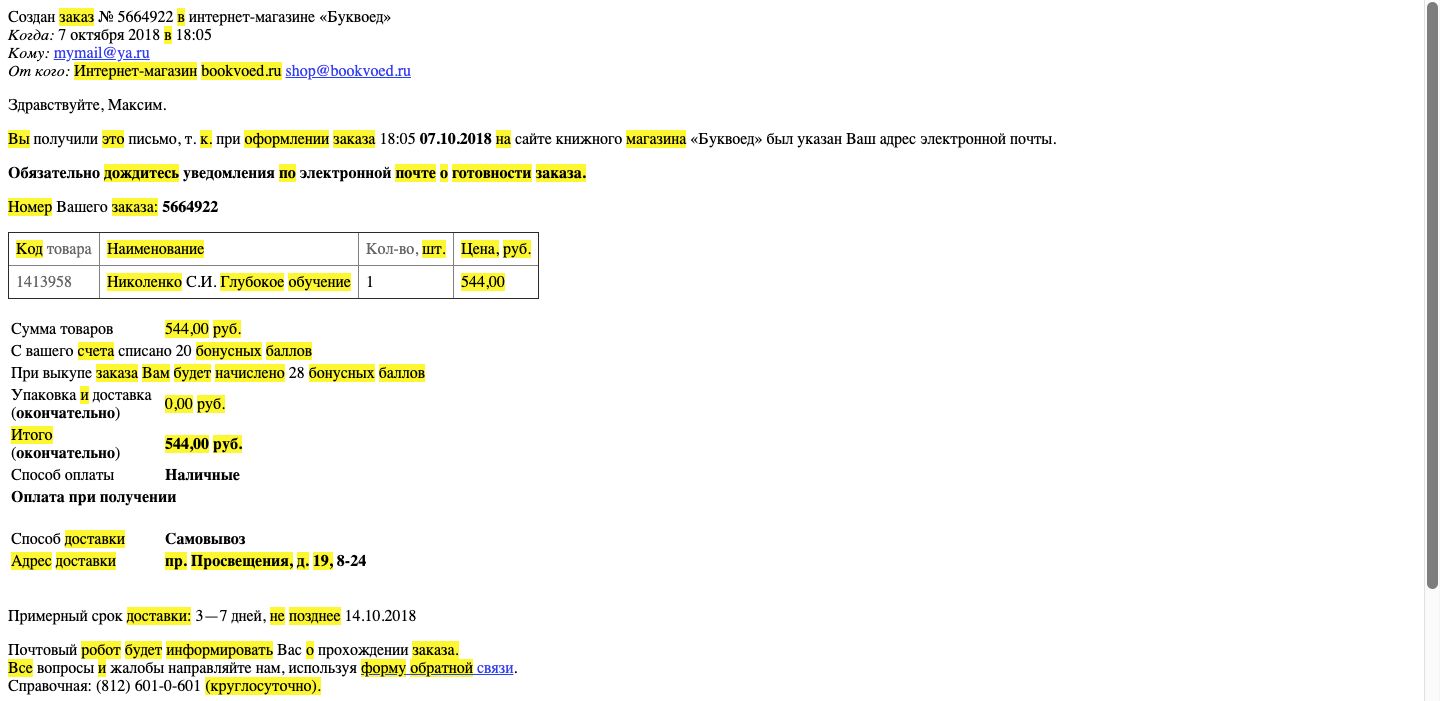 Создан заказ № 5664922 в интернет-магазине «Буквоед»
Когда: 7 октября 2018 в 18:05
Кому: mymail@ya.ru
От кого: Интернет-магазин bookvoed.ru shop@bookvoed.ru
Здравствуйте, Максим.
Вы получили это письмо, т. к. при оформлении заказа 18:05 07.10.2018 на сайте книжного магазина «Буквоед» был указан Ваш адрес электронной почты.
Обязательно дождитесь уведомления по электронной почте о готовности заказа.
Номер Вашего заказа: 5664922
Код товара Наименование Кол-во, шт. Цена, руб.
1413958 Николенко С.И. Глубокое обучение 1 544,00
Сумма товаров 544,00 руб.
С вашего счета списано 20 бонусных баллов
При выкупе заказа Вам будет начислено 28 бонусных баллов
Упаковка и доставка
(окончательно) 0,00 руб.
Итого
(окончательно) 544,00 руб.
Способ оплаты Наличные
Оплата при получении
Способ доставки Самовывоз
Адрес доставки пр. Просвещения, д. 19, 8-24
Примерный срок доставки: 3—7 дней, не позднее 14.10.2018
Почтовый робот будет информировать Вас о прохождении заказа.
Все вопросы и жалобы направляйте нам, используя форму обратной связи.
Справочная: (812) 601-0-601 (круглосуточно).